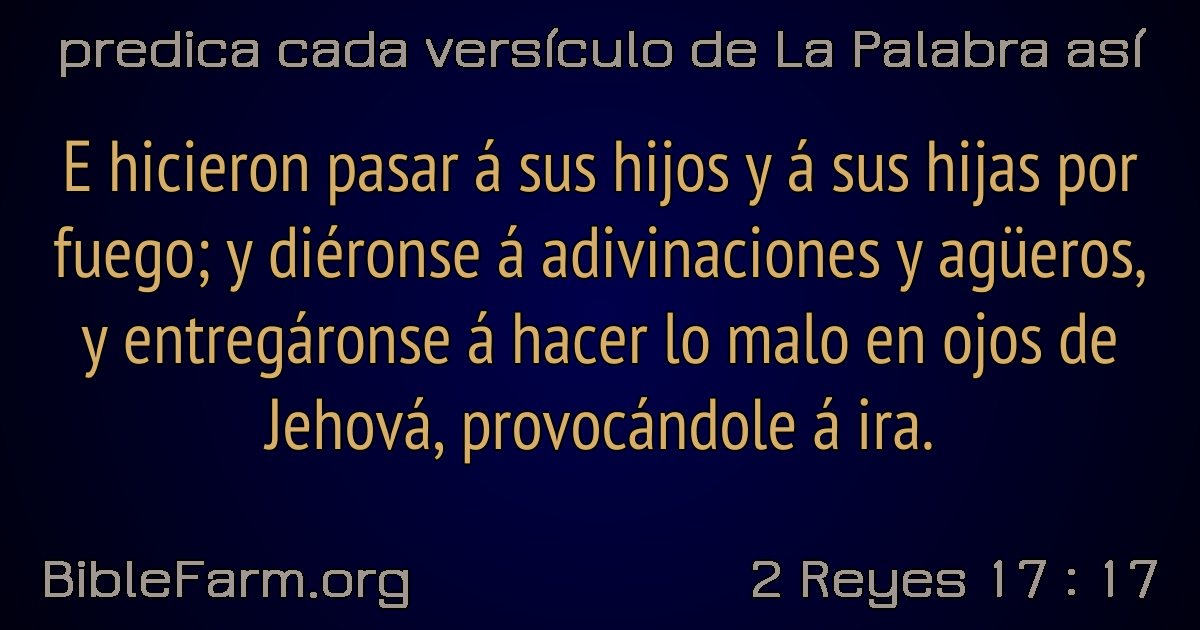 predica cada versículo de La Palabra así
E hicieron pasar á sus hijos y á sus hijas por
fuego; y diéronse á adivinaciones y agüeros,
y entregáronse á hacer lo malo en ojos de
Jehová, provocándole á ira.
BibleFarm.org
2 Reyes 17 : 17